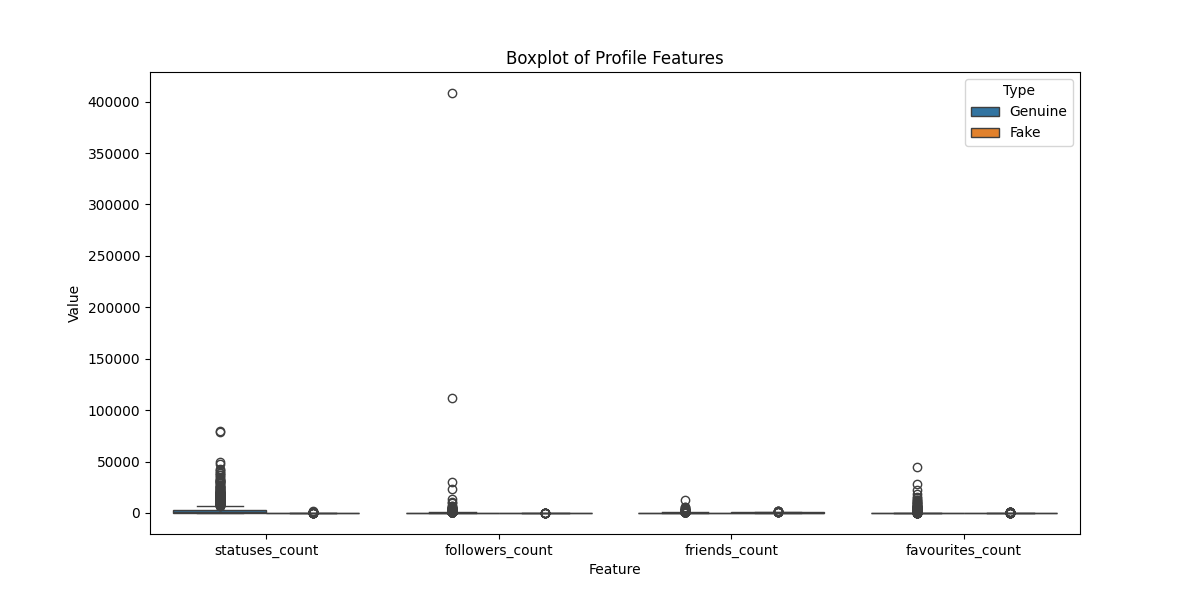 Boxplot of Profile Features
Type
Genuine
Fake
Value
400000
350000
300000
250000
200000
150000
100000
50000
0
statuses_count
followers_count
friends_count
favourites_count
Feature